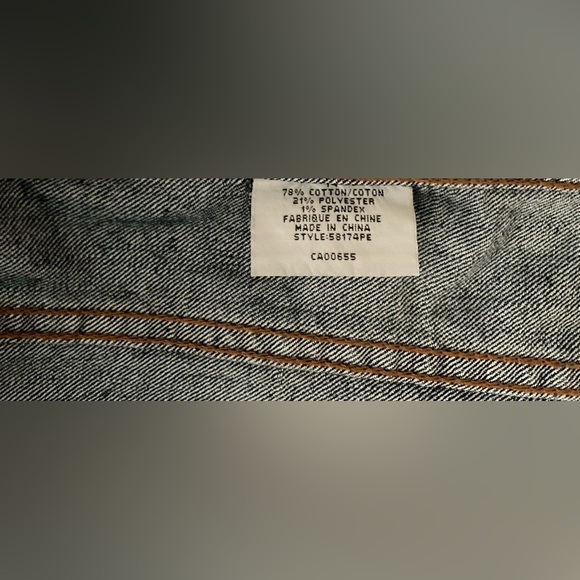 78% COTTON/COTON
21% POLYESTER
1% SPANDEX
FABRIQUE EN CHINE
MADE IN CHINA
STYLE:58174PE
CA00655